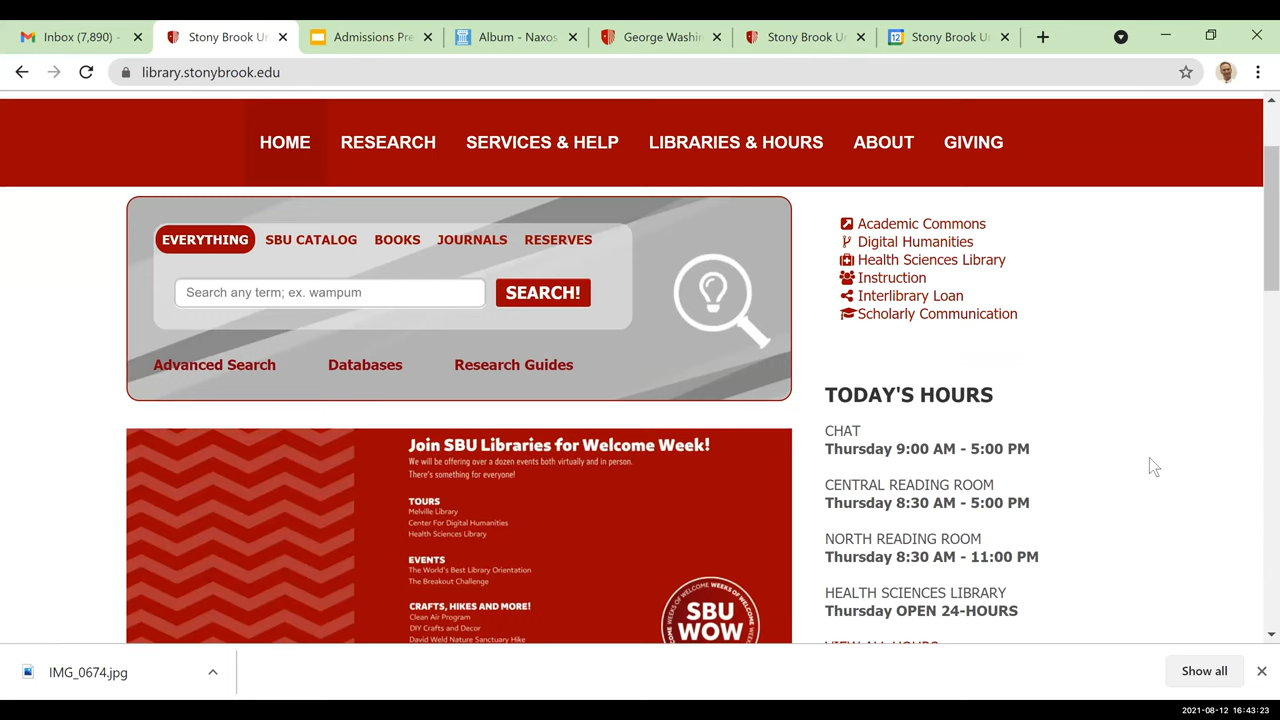 Inbox (7,890)
Stony Brook Ur
Admissions Pre
Album - Naxos
George Washin
Stony Brook Ur
Stony Brook Ur
library.stonybrook.edu
HOME RESEARCH SERVICES & HELP LIBRARIES & HOURS ABOUT GIVING
EVERYTHING SBU CATALOG BOOKS JOURNALS RESERVES
Search any term; ex. wampum
SEARCH!
Advanced Search Databases Research Guides
Academic Commons
Digital Humanities
Health Sciences Library
Instruction
Interlibrary Loan
Scholarly Communication
TODAY'S HOURS
CHAT
Thursday 9:00 AM - 5:00 PM
CENTRAL READING ROOM
Thursday 8:30 AM - 5:00 PM
NORTH READING ROOM
Thursday 8:30 AM - 11:00 PM
HEALTH SCIENCES LIBRARY
Thursday OPEN 24-HOURS
VIEW ALL HOURS
Join SBU Libraries for Welcome Week!
We will be offering over a dozen events both virtually and in person.
There's something for everyone!
TOURS
Melville Library
Center For Digital Humanities
Health Sciences Library
EVENTS
The World's Best Library Orientation
The Breakout Challenge
CRAFTS, HIKES AND MORE!
Clean Air Program
DIY Crafts and Decor
David Weld Nature Sanctuary Hike
WEEKS OF WELCOME
SBU
WOW
IMG_0674.jpg
Show all
2021-08-12 16:43:23